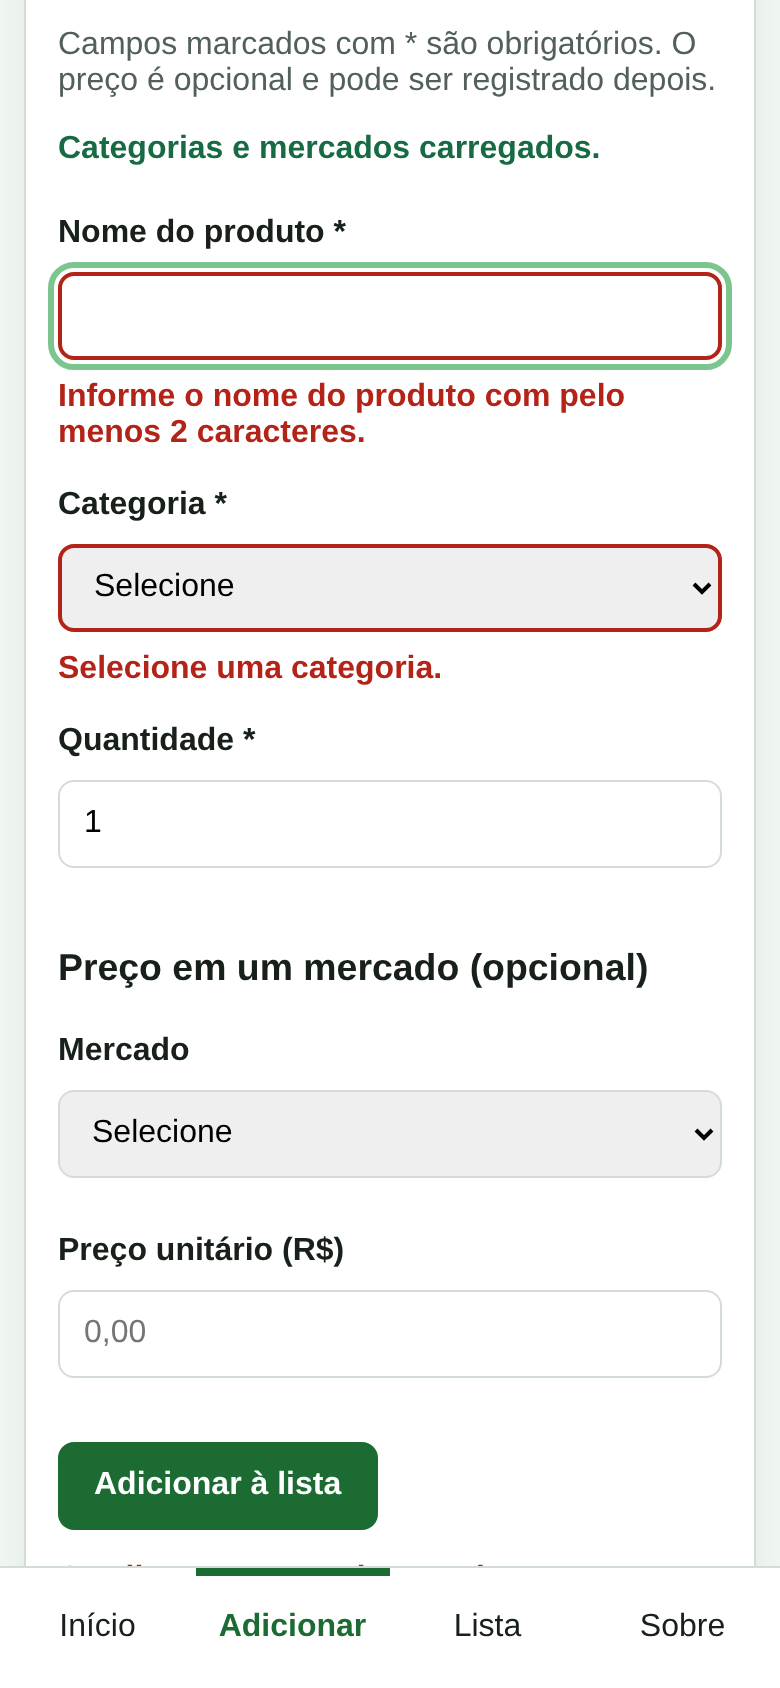 Campos marcados com * são obrigatórios. O
preço é opcional e pode ser registrado depois.
Categorias e mercados carregados.
Nome do produto *
Informe o nome do produto com pelo
menos 2 caracteres.
Categoria *
Selecione
Selecione uma categoria.
Quantidade *
1
Preço em um mercado (opcional)
Mercado
Selecione
Preço unitário (R$)
0,00
Adicionar à lista
Início
Adicionar
Lista
Sobre